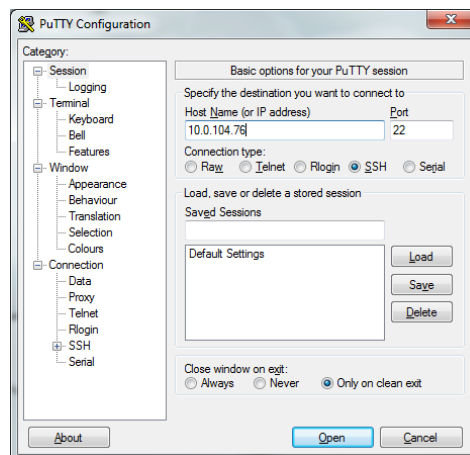 PuTTY Configuration
Category:
Session
Logging
Terminal
Keyboard
Bell
Features
Window
Appearance
Behaviour
Translation
Selection
Colours
Connection
Data
Proxy
Telnet
Rlogin
SSH
Serial
Basic options for your PuTTY session
Specify the destination you want to connect to
Host Name (or IP address) Port
10.0.104.76 22
Connection type:
Raw Telnet Rlogin SSH Serial
Load, save or delete a stored session
Saved Sessions
Default Settings
Load
Save
Delete
Close window on exit:
Always Never Only on clean exit
About Open Cancel